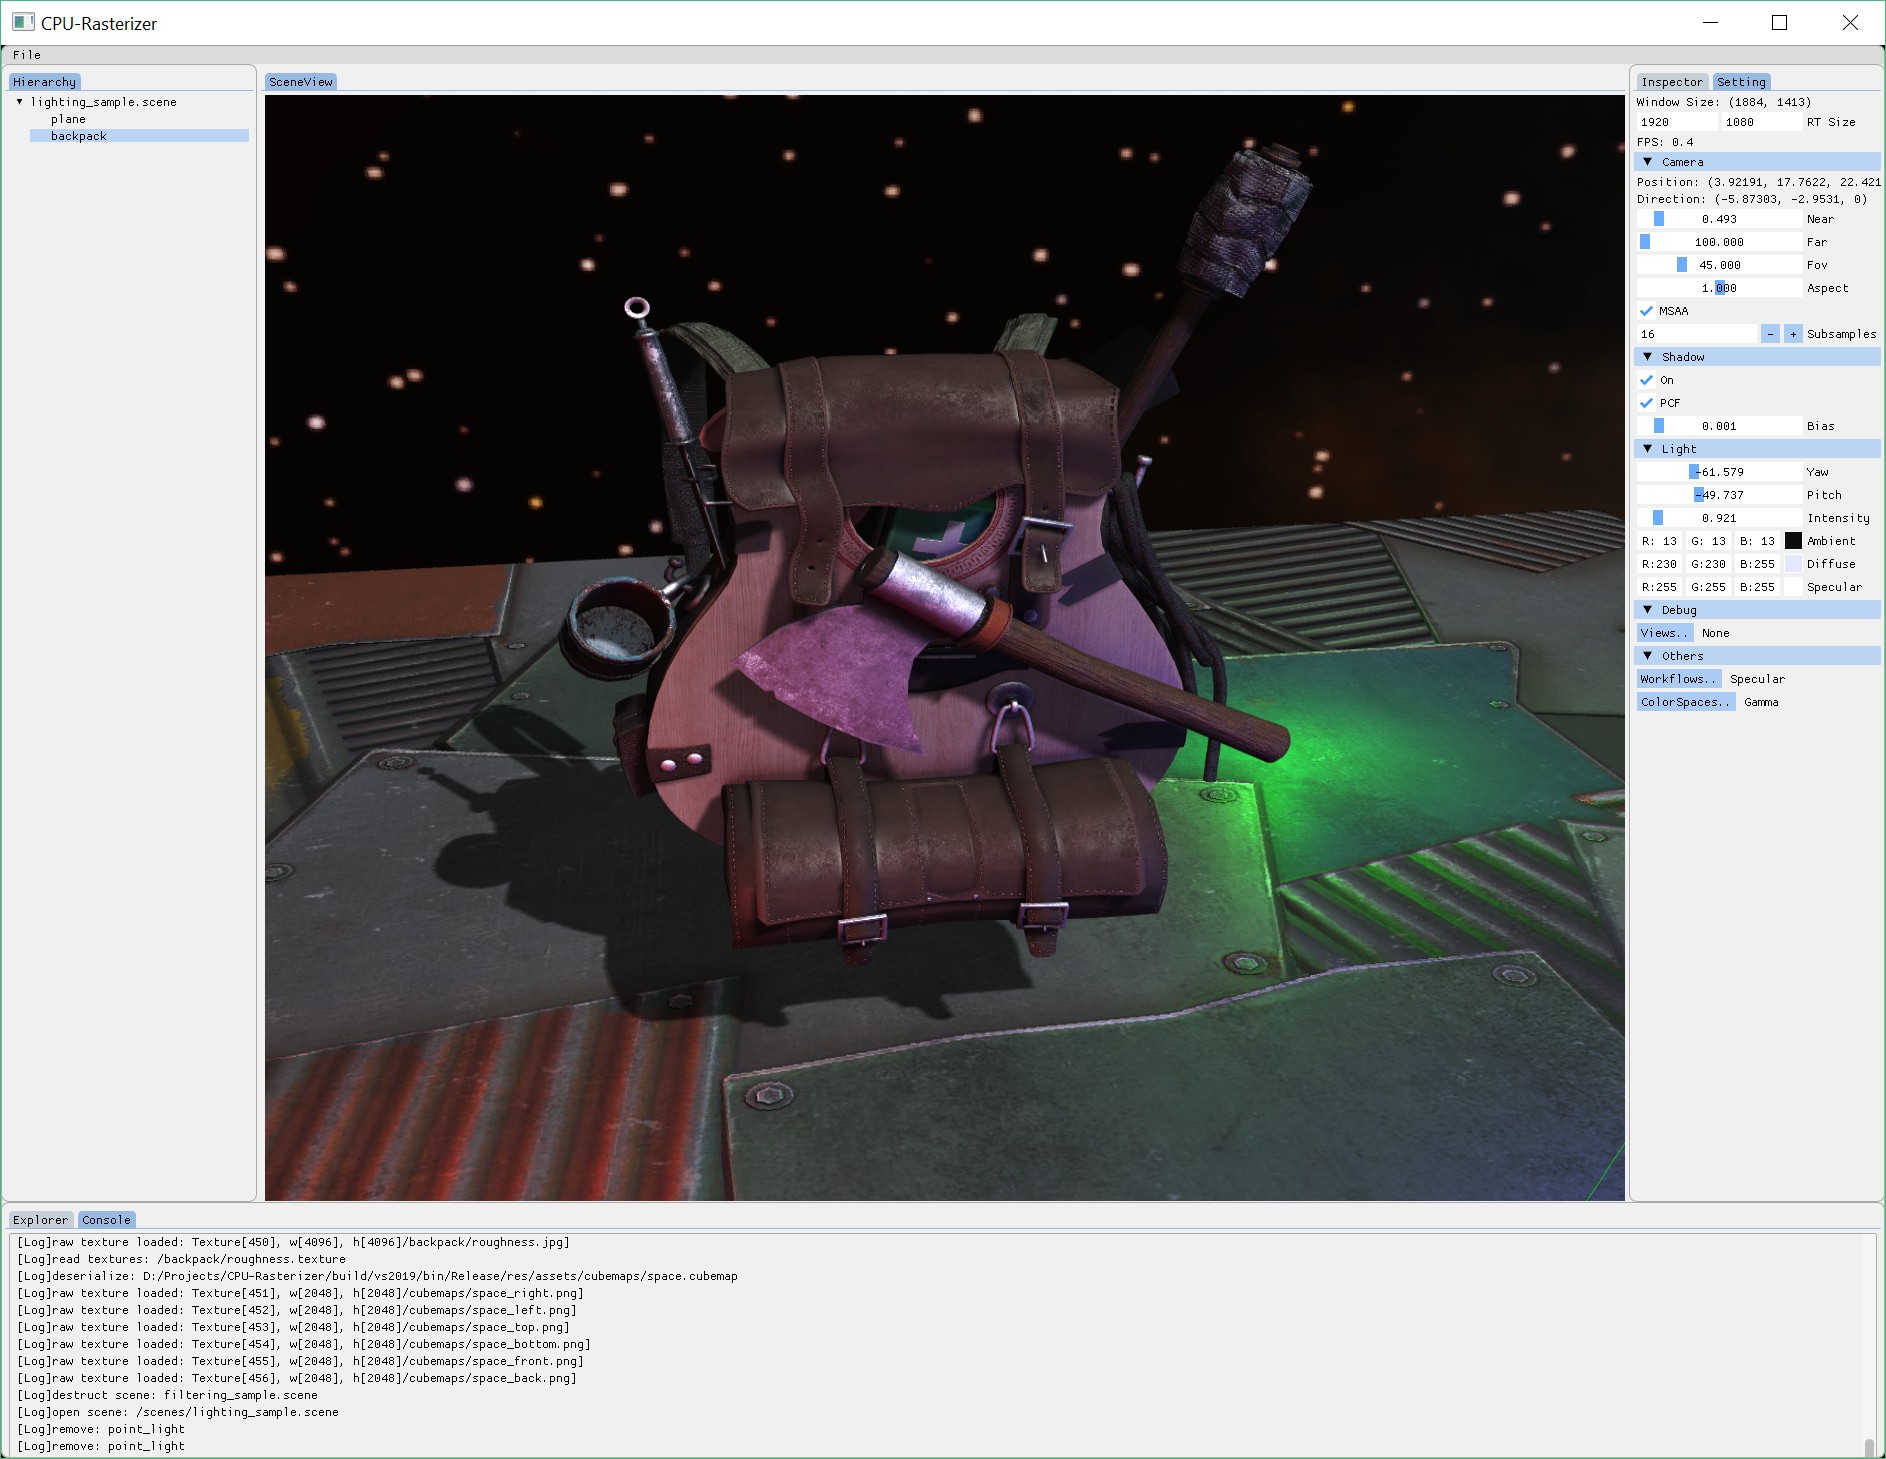 CPU-Rasterizer
File
Hierarchy
lighting_sample.scene
plane
backpack
SceneView
Inspector Setting
Window Size: (1884, 1413)
1920 1080 RT Size
FPS: 0.4
Camera
Position: (3.92191, 17.7622, 22.421
Direction: (-5.87303, -2.9531, 0)
0.493 Near
100.000 Far
45.000 Fov
1.000 Aspect
MSAA
16 - + Subsamples
Shadow
On
PCF
0.001 Bias
Light
-61.579 Yaw
-49.737 Pitch
0.921 Intensity
R: 13 G: 13 B: 13 Ambient
R:230 G:230 B:255 Diffuse
R:255 G:255 B:255 Specular
Debug
Views.. None
Others
Workflows.. Specular
ColorSpaces.. Gamma
Explorer Console
[Log]raw texture loaded: Texture[450], w[4096], h[4096]/backpack/roughness.jpg]
[Log]read textures: /backpack/roughness.texture
[Log]deserialize: D:/Projects/CPU-Rasterizer/build/vs2019/bin/Release/res/assets/cubemaps/space.cubemap
[Log]raw texture loaded: Texture[451], w[2048], h[2048]/cubemaps/space_right.png]
[Log]raw texture loaded: Texture[452], w[2048], h[2048]/cubemaps/space_left.png]
[Log]raw texture loaded: Texture[453], w[2048], h[2048]/cubemaps/space_top.png]
[Log]raw texture loaded: Texture[454], w[2048], h[2048]/cubemaps/space_bottom.png]
[Log]raw texture loaded: Texture[455], w[2048], h[2048]/cubemaps/space_front.png]
[Log]raw texture loaded: Texture[456], w[2048], h[2048]/cubemaps/space_back.png]
[Log]destruct scene: filtering_sample.scene
[Log]open scene: /scenes/lighting_sample.scene
[Log]remove: point_light
[Log]remove: point_light